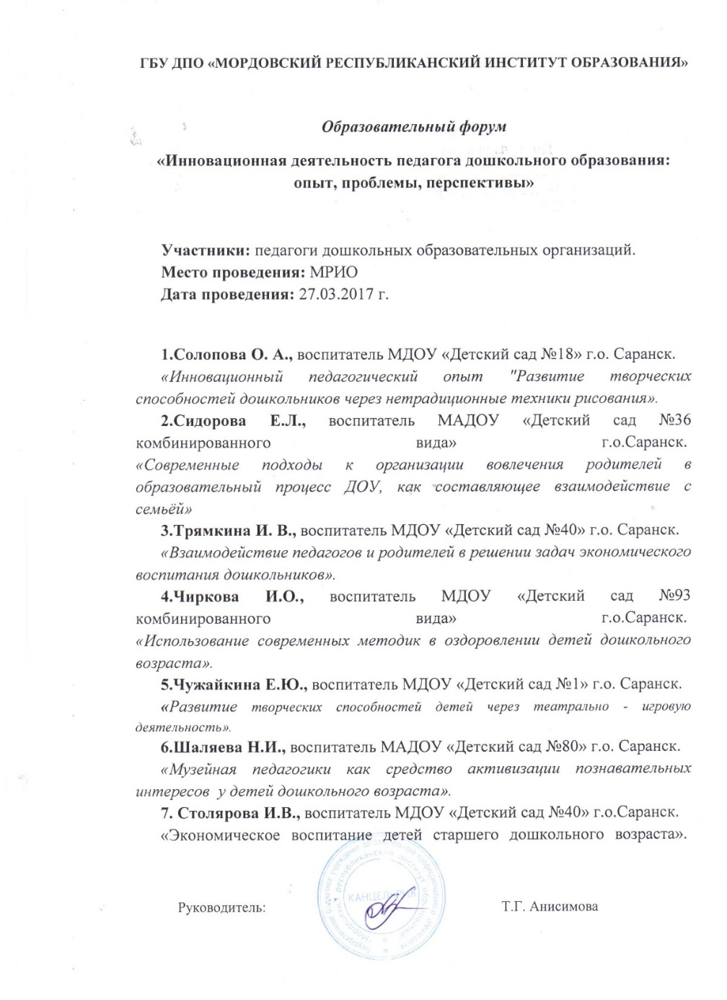 ГБУ ДПО «МОРДОВСКИЙ РЕСПУБЛИКАНСКИЙ ИНСТИТУТ ОБРАЗОВАНИЯ»
Образовательный форум
«Инновационная деятельность педагога дошкольного образования:
опыт, проблемы, перспективы»
Участники: педагоги дошкольных образовательных организаций.
Место проведения: МРИО
Дата проведения: 27.03.2017 г.
1.Солопова О. А., воспитатель МДОУ «Детский сад №18» г.о. Саранск.
«Инновационный педагогический опыт "Развитие творческих
способностей дошкольников через нетрадиционные техники рисования».
2.Сидорова Е.Л., воспитатель МАДОУ «Детский сад №36
комбинированного вида» г.о.Саранск.
«Современные подходы к организации вовлечения родителей в
образовательный процесс ДОУ, как составляющее взаимодействие с
семьёй»
3.Трямкина И. В., воспитатель МДОУ «Детский сад №40» г.о. Саранск.
«Взаимодействие педагогов и родителей в решении задач экономического
воспитания дошкольников».
4.Чиркова И.О., воспитатель МДОУ «Детский сад №93
комбинированного вида» г.о.Саранск.
«Использование современных методик в оздоровлении детей дошкольного
возраста».
5.Чужайкина Е.Ю., воспитатель МДОУ «Детский сад №1» г.о. Саранск.
«Развитие творческих способностей детей через театрально - игровую
деятельность».
6.Шаляева Н.И., воспитатель МАДОУ «Детский сад №80» г.о. Саранск.
«Музейная педагогики как средство активизации познавательных
интересов у детей дошкольного возраста».
7. Столярова И.В., воспитатель МДОУ «Детский сад №40» г.о.Саранск.
«Экономическое воспитание детей старшего дошкольного возраста».
КАНЦЕЛЯРИЯ
Руководитель: Т.Г. Анисимова